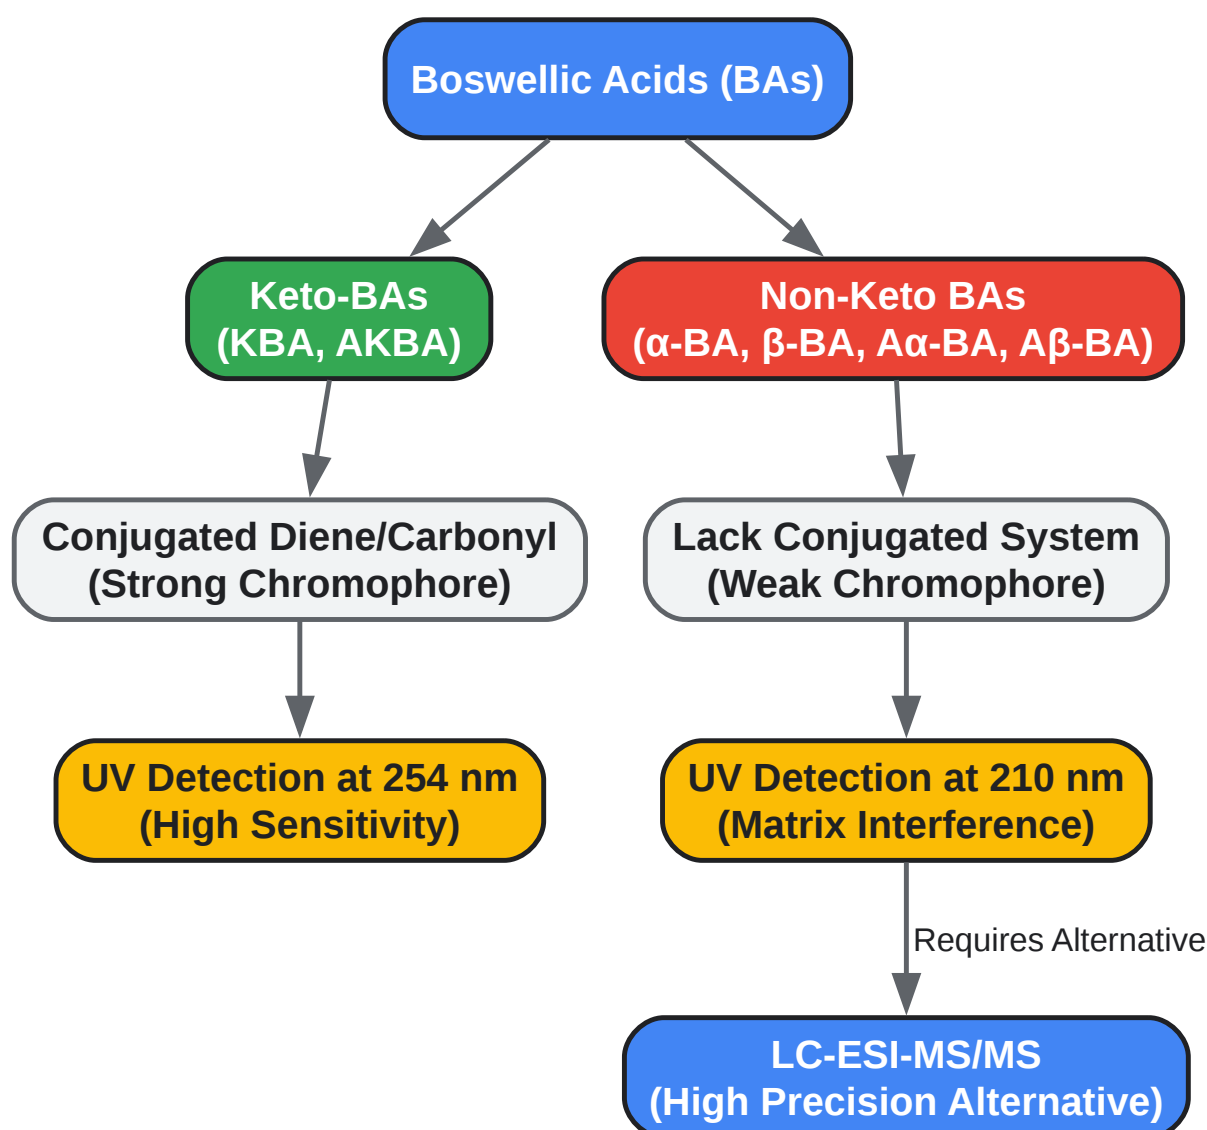 Boswellic Acids (BAs)
Keto-BAs
(KBA, AKBA)
Non-Keto BAs
(α-BA, β-BA, Aα-BA, Aβ-BA)
Conjugated Diene/Carbonyl
(Strong Chromophore)
Lack Conjugated System
(Weak Chromophore)
UV Detection at 254 nm
(High Sensitivity)
UV Detection at 210 nm
(Matrix Interference)
Requires Alternative
LC-ESI-MS/MS
(High Precision Alternative)